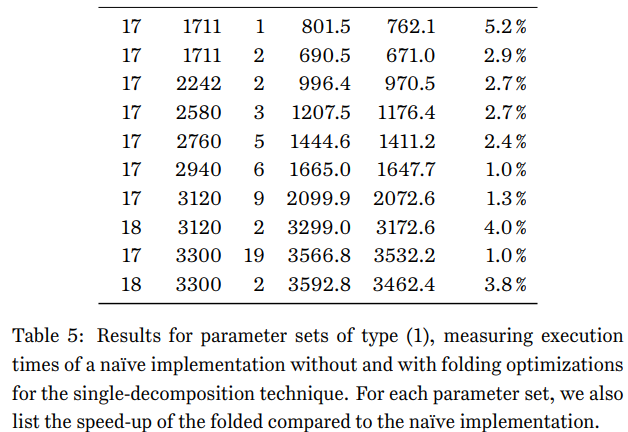 17 1711 1 801.5 762.1 5.2 %
17 1711 2 690.5 671.0 2.9 %
17 2242 2 996.4 970.5 2.7 %
17 2580 3 1207.5 1176.4 2.7 %
17 2760 5 1444.6 1411.2 2.4 %
17 2940 6 1665.0 1647.7 1.0 %
17 3120 9 2099.9 2072.6 1.3 %
18 3120 2 3299.0 3172.6 4.0 %
17 3300 19 3566.8 3532.2 1.0 %
18 3300 2 3592.8 3462.4 3.8 %
Table 5: Results for parameter sets of type (1), measuring execution
times of a naïve implementation without and with folding optimizations
for the single-decomposition technique. For each parameter set, we also
list the speed-up of the folded compared to the naïve implementation.